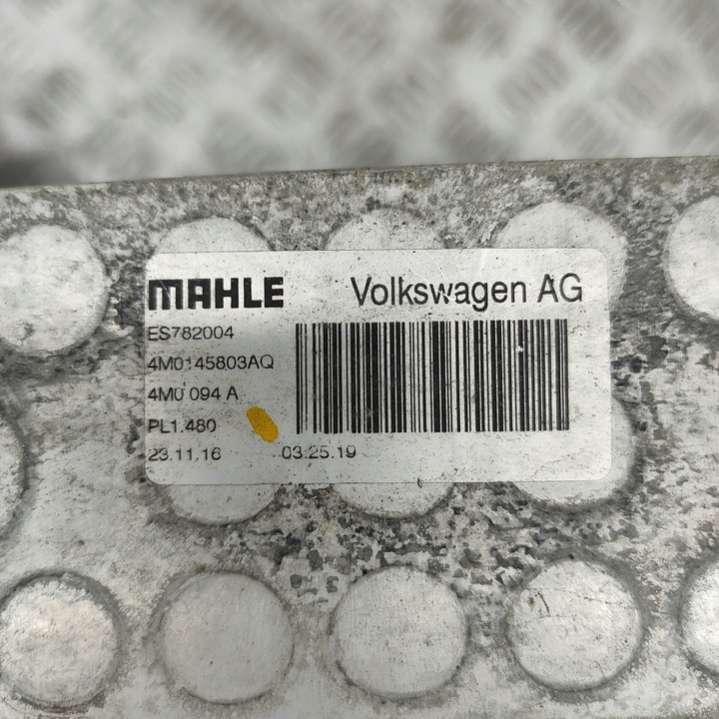 MAHLE Volkswagen AG
ES782004
4M0145803AQ
4M0 094 A
PL1.480
23.11.16 03:25:19